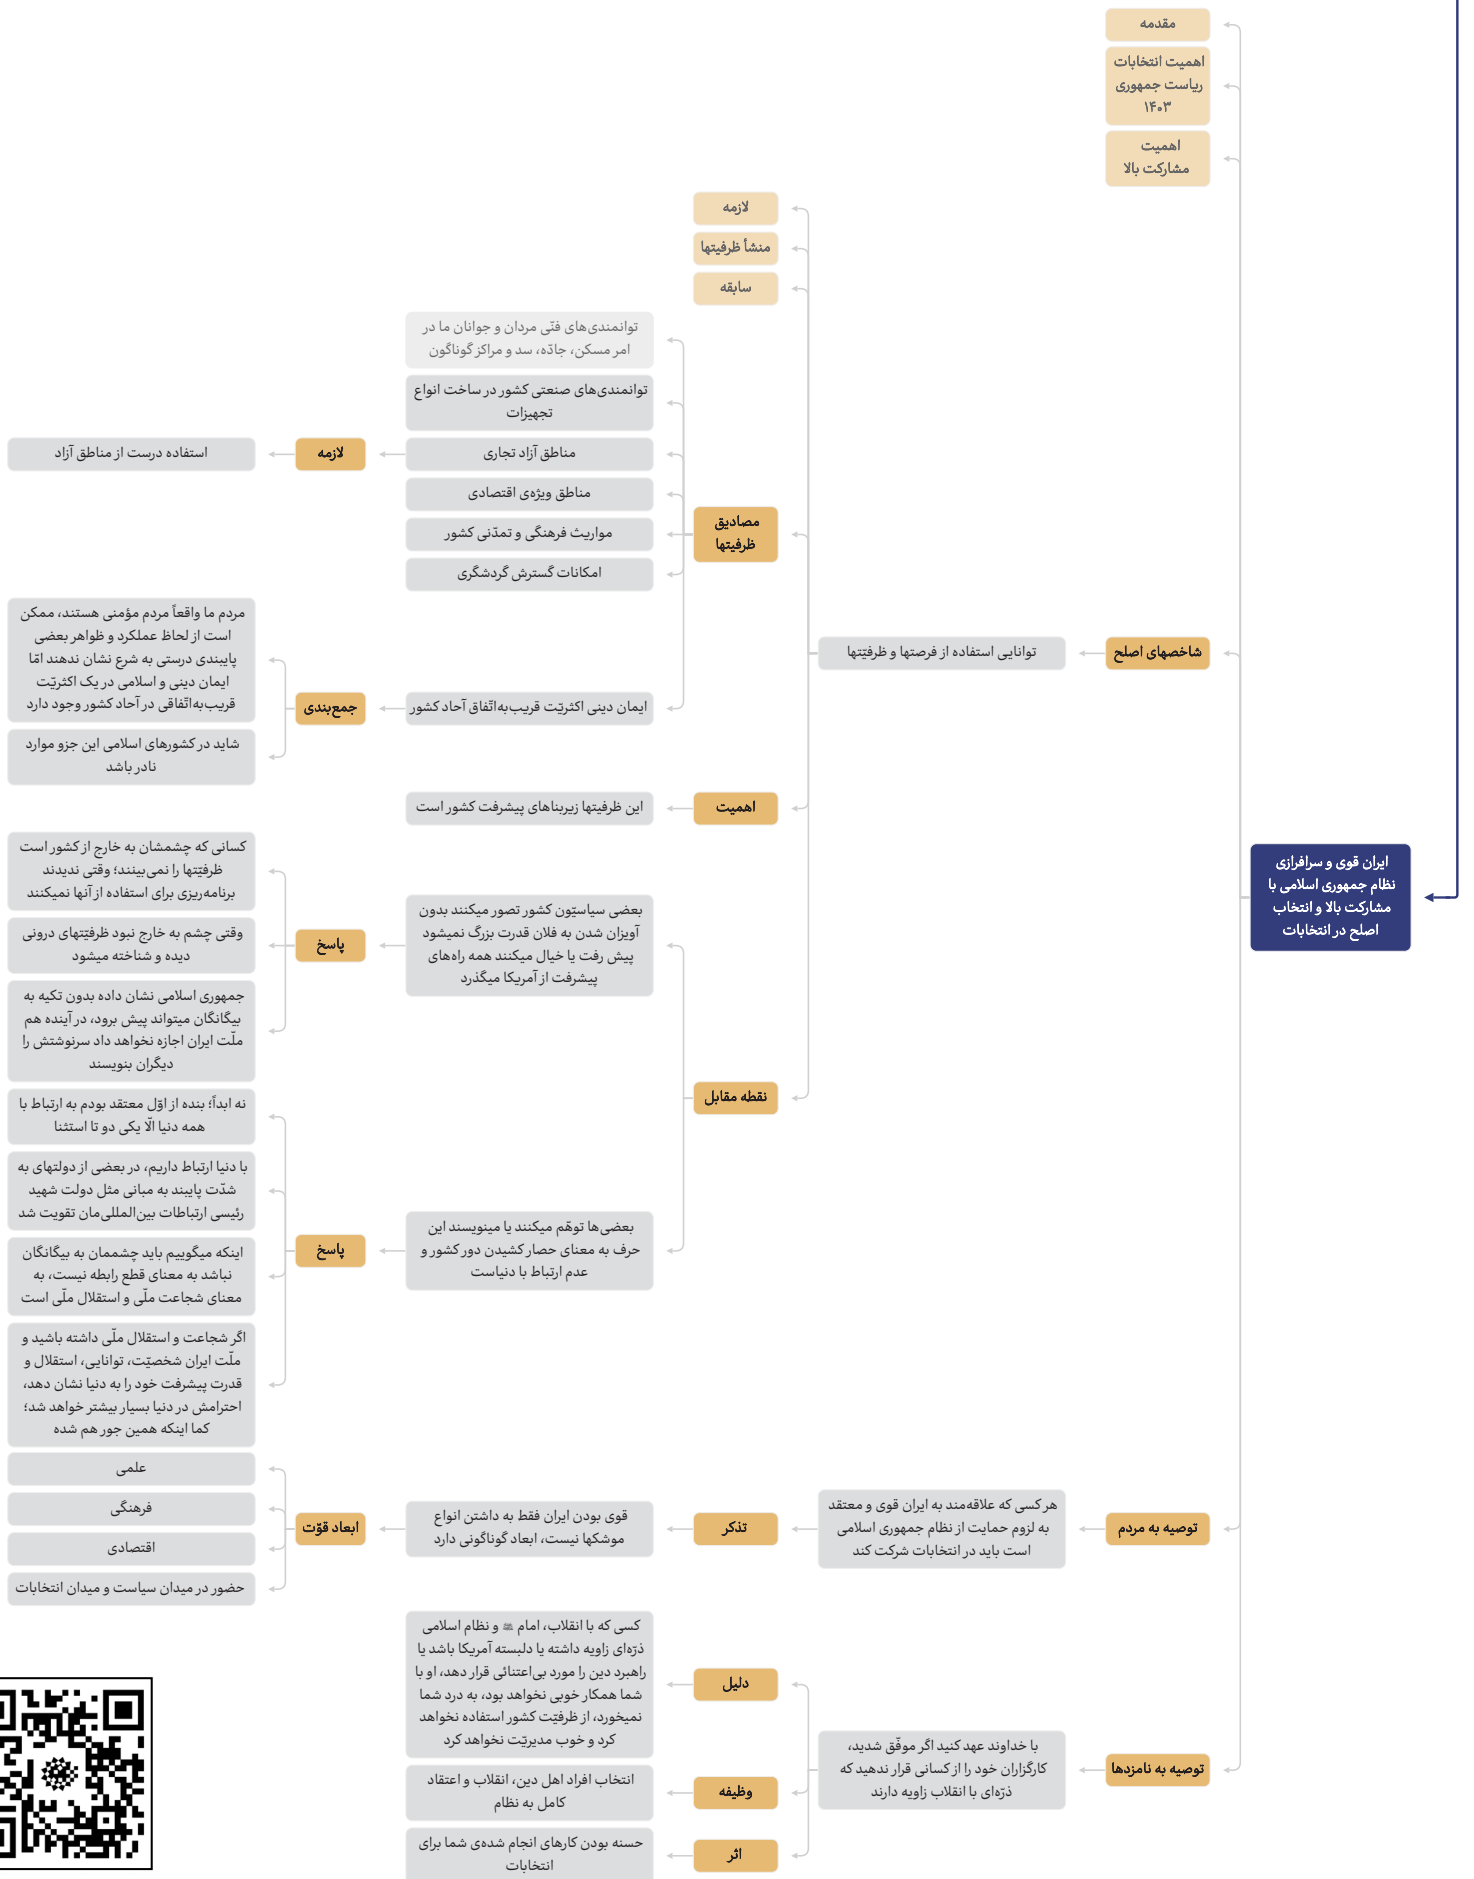 ایران قوی و سرافرازی
نظام جمهوری اسلامی با
مشارکت بالا و انتخاب
اصلح در انتخابات
مقدمه
اهمیت انتخابات
ریاست جمهوری
۱۴۰۳
اهمیت
مشارکت بالا
شاخصهای اصلح
توانایی استفاده از فرصتها و ظرفیّتها
لازمه
منشأ ظرفیتها
سابقه
مصادیق
ظرفیتها
توانمندی‌های فنّی مردان و جوانان ما در
امر مسکن، جادّه، سد و مراکز گوناگون
توانمندی‌های صنعتی کشور در ساخت انواع
تجهیزات
مناطق آزاد تجاری
لازمه
استفاده درست از مناطق آزاد
مناطق ویژه‌ی اقتصادی
مواریث فرهنگی و تمدّنی کشور
امکانات گسترش گردشگری
ایمان دینی اکثریّت قریب‌به‌اتّفاق آحاد کشور
جمع‌بندی
مردم ما واقعاً مردم مؤمنی هستند، ممکن
است از لحاظ عملکرد و ظواهر بعضی
پایبندی درستی به شرع نشان ندهند امّا
ایمان دینی و اسلامی در یک اکثریّت
قریب‌به‌اتّفاقی در آحاد کشور وجود دارد
شاید در کشورهای اسلامی این جزو موارد
نادر باشد
اهمیت
این ظرفیتها زیربناهای پیشرفت کشور است
نقطه مقابل
بعضی سیاسیّون کشور تصور میکنند بدون
آویزان شدن به فلان قدرت بزرگ نمیشود
پیش رفت یا خیال میکنند همه راه‌های
پیشرفت از آمریکا میگذرد
پاسخ
کسانی که چشمشان به خارج از کشور است
ظرفیّتها را نمی‌بینند؛ وقتی ندیدند
برنامه‌ریزی برای استفاده از آنها نمیکنند
وقتی چشم به خارج نبود ظرفیّتهای درونی
دیده و شناخته میشود
جمهوری اسلامی نشان داده بدون تکیه به
بیگانگان میتواند پیش برود، در آینده هم
ملّت ایران اجازه نخواهد داد سرنوشتش را
دیگران بنویسند
بعضی‌ها توهّم میکنند یا مینویسند این
حرف به معنای حصار کشیدن دور کشور و
عدم ارتباط با دنیاست
پاسخ
نه ابداً؛ بنده از اوّل معتقد بودم به ارتباط با
همه دنیا الّا یکی دو تا استثنا
با دنیا ارتباط داریم، در بعضی از دولتهای به
شدّت پایبند به مبانی مثل دولت شهید
رئیسی ارتباطات بین‌المللی‌مان تقویت شد
اینکه میگوییم باید چشممان به بیگانگان
نباشد به معنای قطع رابطه نیست، به
معنای شجاعت ملّی و استقلال ملّی است
اگر شجاعت و استقلال ملّی داشته باشید و
ملّت ایران شخصیّت، توانایی، استقلال و
قدرت پیشرفت خود را به دنیا نشان دهد،
احترامش در دنیا بسیار بیشتر خواهد شد؛
کما اینکه همین جور هم شده
توصیه به مردم
هر کسی که علاقه‌مند به ایران قوی و معتقد
به لزوم حمایت از نظام جمهوری اسلامی
است باید در انتخابات شرکت کند
تذکر
قوی بودن ایران فقط به داشتن انواع
موشکها نیست، ابعاد گوناگونی دارد
ابعاد قوّت
علمی
فرهنگی
اقتصادی
حضور در میدان سیاست و میدان انتخابات
توصیه به نامزدها
با خداوند عهد کنید اگر موفّق شدید،
کارگزاران خود را از کسانی قرار ندهید که
ذرّه‌ای با انقلاب زاویه دارند
دلیل
کسی که با انقلاب، امام و نظام اسلامی
ذرّه‌ای زاویه داشته یا دلبسته آمریکا باشد یا
راهبرد دین را مورد بی‌اعتنائی قرار دهد، او با
شما همکار خوبی نخواهد بود، به درد شما
نمیخورد، از ظرفیّت کشور استفاده نخواهد
کرد و خوب مدیریّت نخواهد کرد
وظیفه
انتخاب افراد اهل دین، انقلاب و اعتقاد
کامل به نظام
اثر
حسنه بودن کارهای انجام شده‌ی شما برای
انتخابات